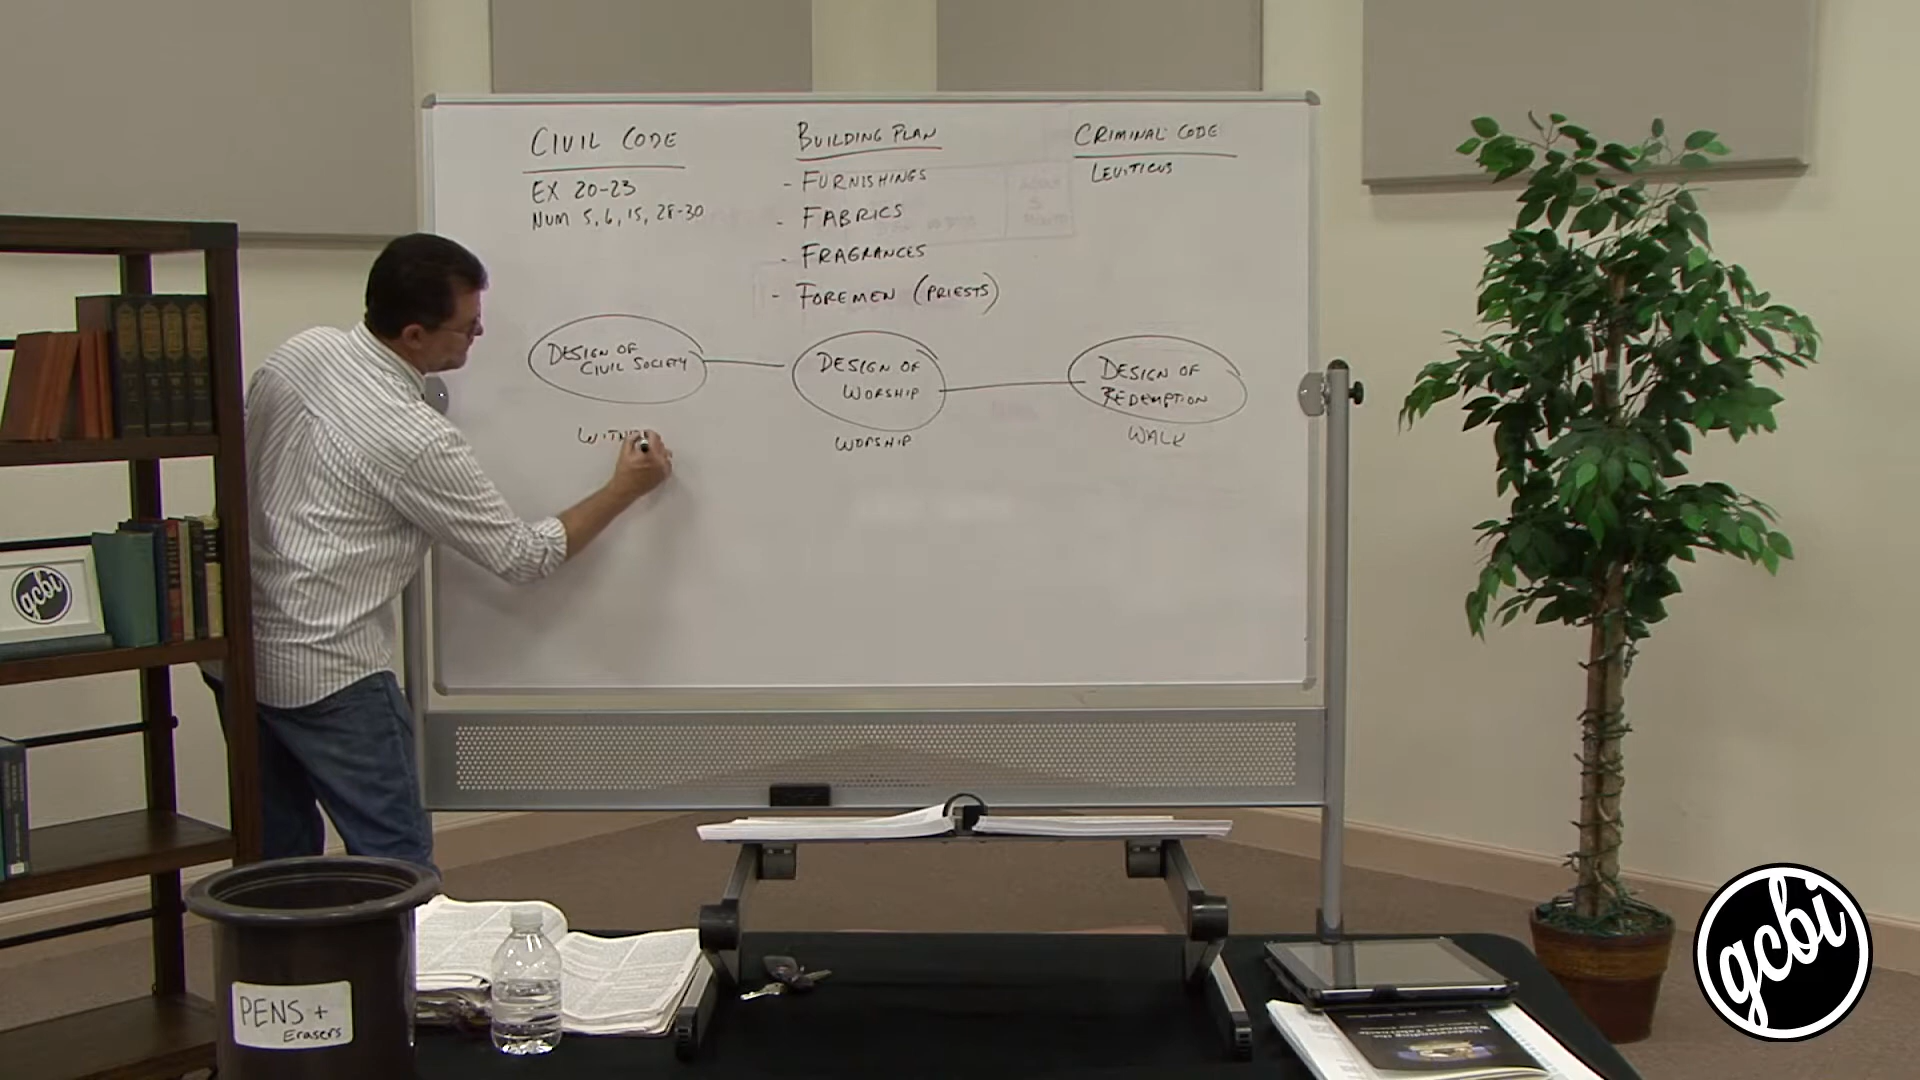 CIVIL CODE
EX 20-23
NUM 5, 6, 15, 28-30
BUILDING PLAN
- FURNISHINGS
- FABRICS
- FRAGRANCES
- FOREMEN (PRIESTS)
CRIMINAL CODE
LEVITICUS
DESIGN OF
CIVIL SOCIETY
DESIGN OF
WORSHIP
DESIGN OF
REDEMPTION
WITN
WORSHIP
WALK
gcbi
PENS +
Erasers
gcbi